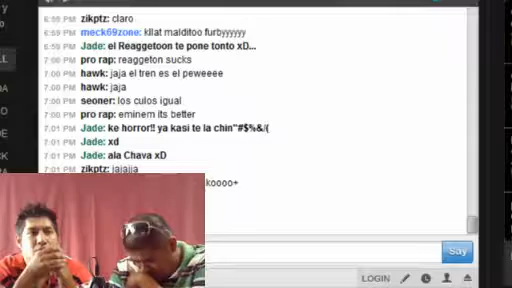 6:59 PM zikptz: claro
6:59 PM meck69zone: kllat malditoo furbyyyyyy
6:59 PM Jade: el Reaggetoon te pone tonto xD...
7:00 PM pro rap: reaggeton sucks
7:00 PM hawk: jaja el tren es el peweeee
7:00 PM hawk: jaja
7:00 PM seoner: los culos igual
7:00 PM pro rap: eminem its better
7:01 PM Jade: ke horror!! ya kasi te la chin"#$%&/(
7:01 PM Jade: xd
7:01 PM Jade: ala Chava xD
7:01 PM zikptz: jajajja
koooo+
Say
LOGIN